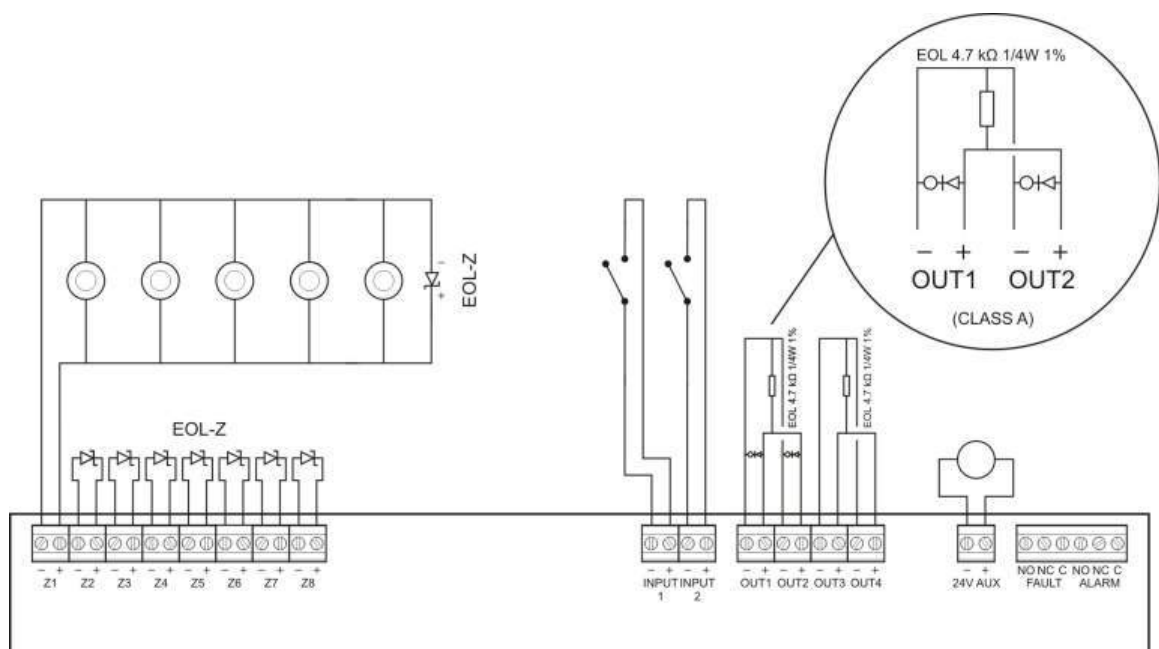 EOL 4.7 kΩ 1/4W 1%
− + − +
OUT1 OUT2
(CLASS A)
−
+
EOL-Z
EOL-Z
EOL 4.7 kΩ 1/4W 1%
EOL 4.7 kΩ 1/4W 1%
− + − + − + − + − + − + − + − +
Z1 Z2 Z3 Z4 Z5 Z6 Z7 Z8
− + − +
INPUT 1
INPUT 2
− + − + − + − +
OUT1 OUT2 OUT3 OUT4
− +
24V AUX
NO NC C NO NC C
FAULT ALARM